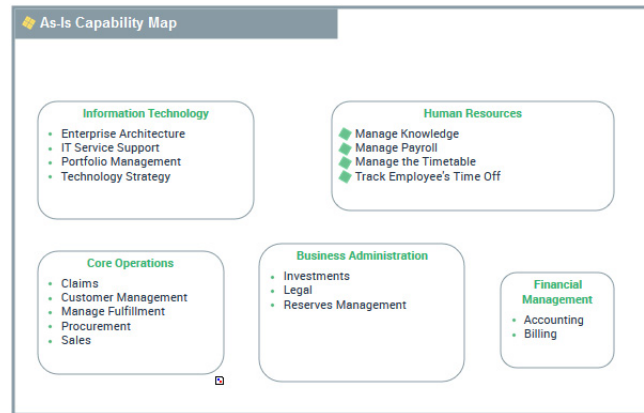 As-Is Capability Map
Information Technology
Enterprise Architecture
IT Service Support
Portfolio Management
Technology Strategy
Human Resources
Manage Knowledge
Manage Payroll
Manage the Timetable
Track Employee's Time Off
Core Operations
Claims
Customer Management
Manage Fulfillment
Procurement
Sales
Business Administration
Investments
Legal
Reserves Management
Financial
Management
Accounting
Billing